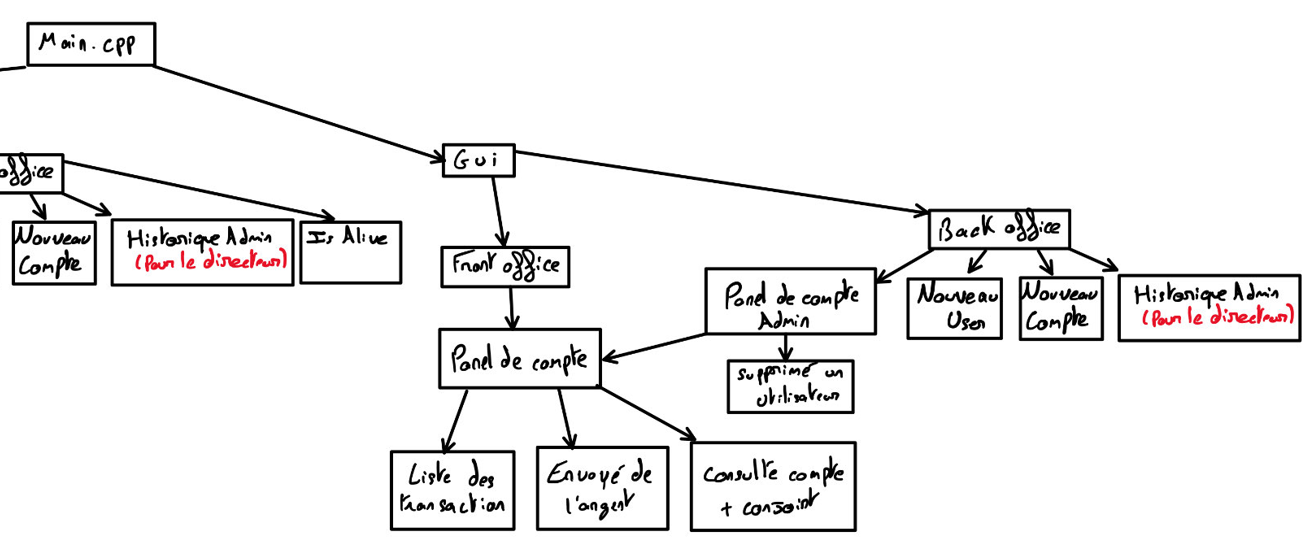 Main.cpp
Gui
office
Nouveau
Compte
Historique Admin
(Pour le directeur)
Is Alive
Back office
Front office
Panel de compte
Admin
Nouveau
User
Nouveau
Compte
Historique Admin
(Pour le directeur)
Panel de compte
supprimé un
utilisateur
Liste des
transaction
Envoyé de
l'argent
Consulte compte
+ conjoint